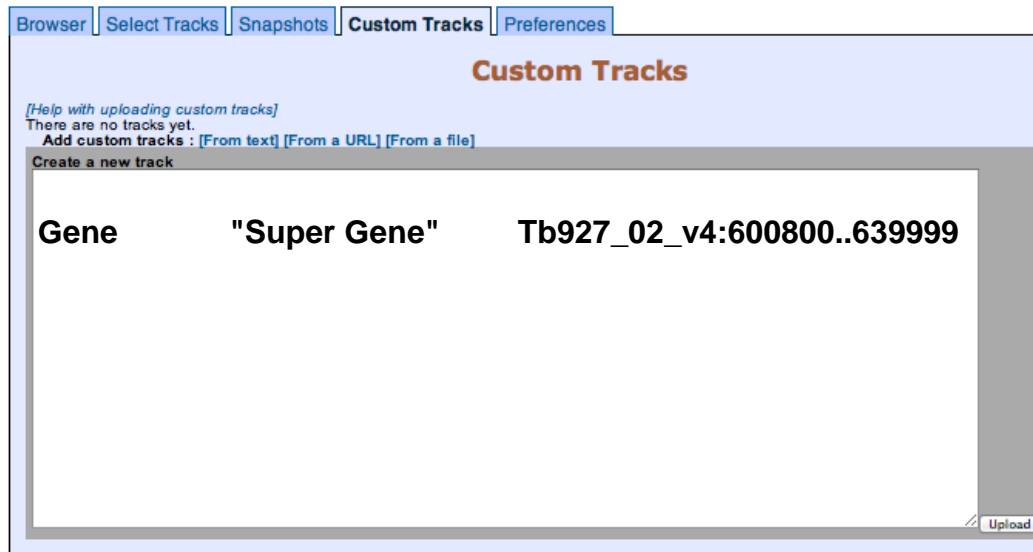 Browser Select Tracks Snapshots Custom Tracks Preferences
Custom Tracks
[Help with uploading custom tracks]
There are no tracks yet.
Add custom tracks : [From text] [From a URL] [From a file]
Create a new track
Gene "Super Gene" Tb927_02_v4:600800..639999
Upload